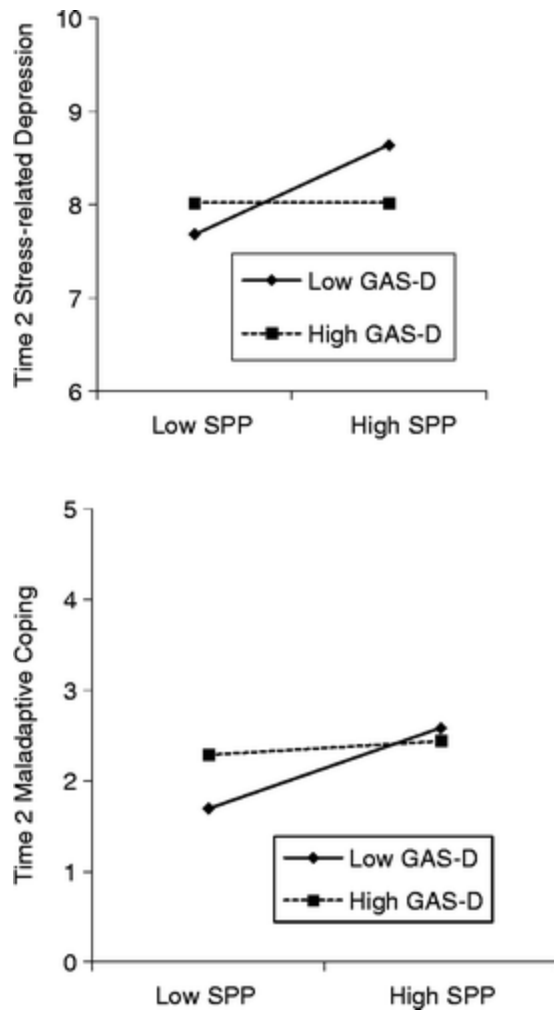 Time 2 Stress-related Depression
10
9
8
7
6
Low GAS-D
High GAS-D
Low SPP
High SPP
Time 2 Maladaptive Coping
5
4
3
2
1
0
Low GAS-D
High GAS-D
Low SPP
High SPP